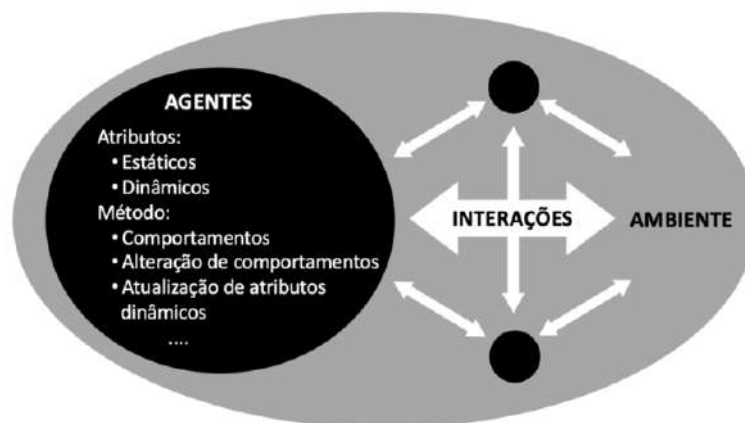 AGENTES
Atributos:
• Estáticos
• Dinâmicos
Método:
• Comportamentos
• Alteração de comportamentos
• Atualização de atributos
dinâmicos
....
INTERAÇÕES
AMBIENTE